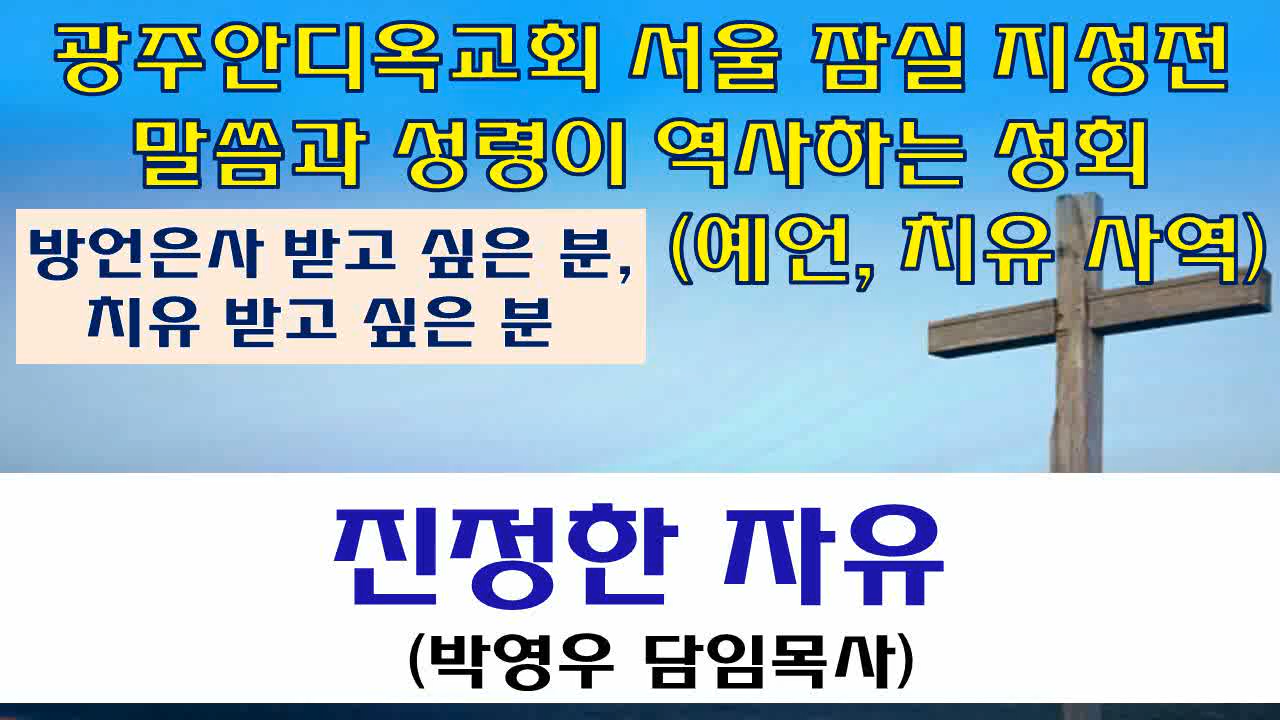 광주안디옥교회 서울 잠실 지성전
말씀과 성령이 역사하는 성회
(예언, 치유 사역)
방언은사 받고 싶은 분,
치유 받고 싶은 분
진정한 자유
(박영우 담임목사)